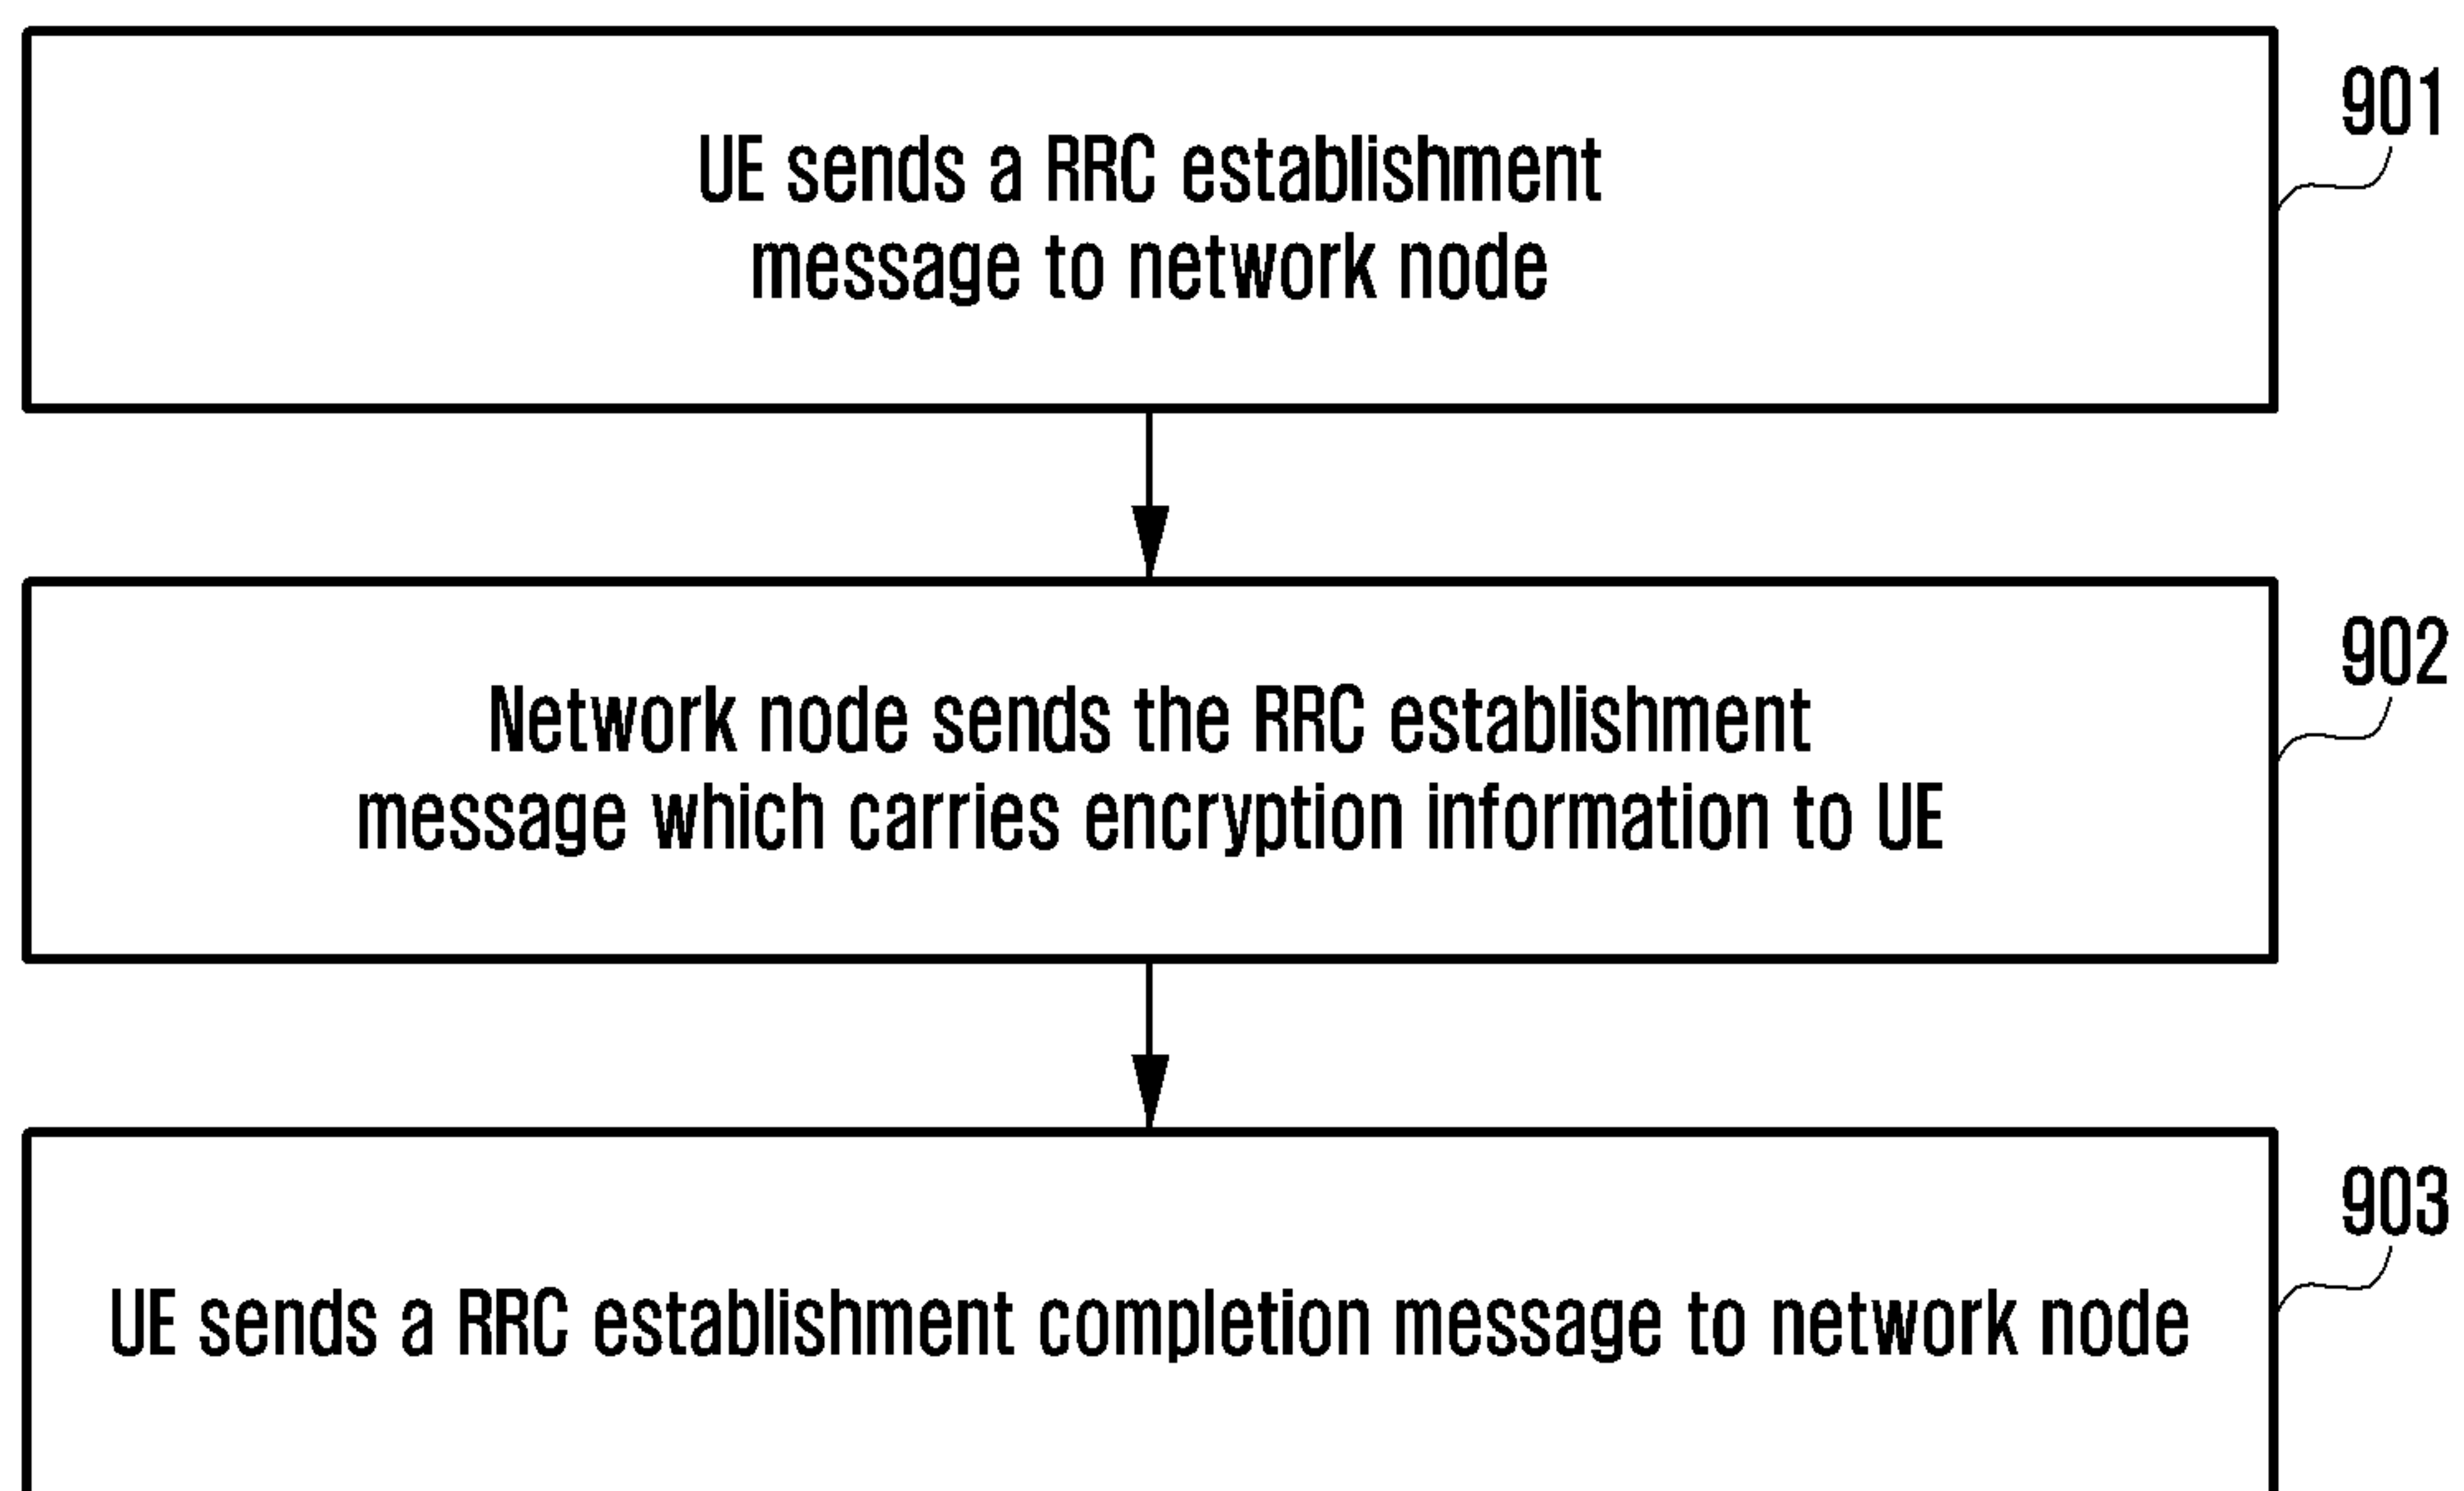 901
UE sends a RRC establishment
message to network node
902
Network node sends the RRC establishment
message which carries encryption information to UE
903
UE sends a RRC establishment completion message to network node